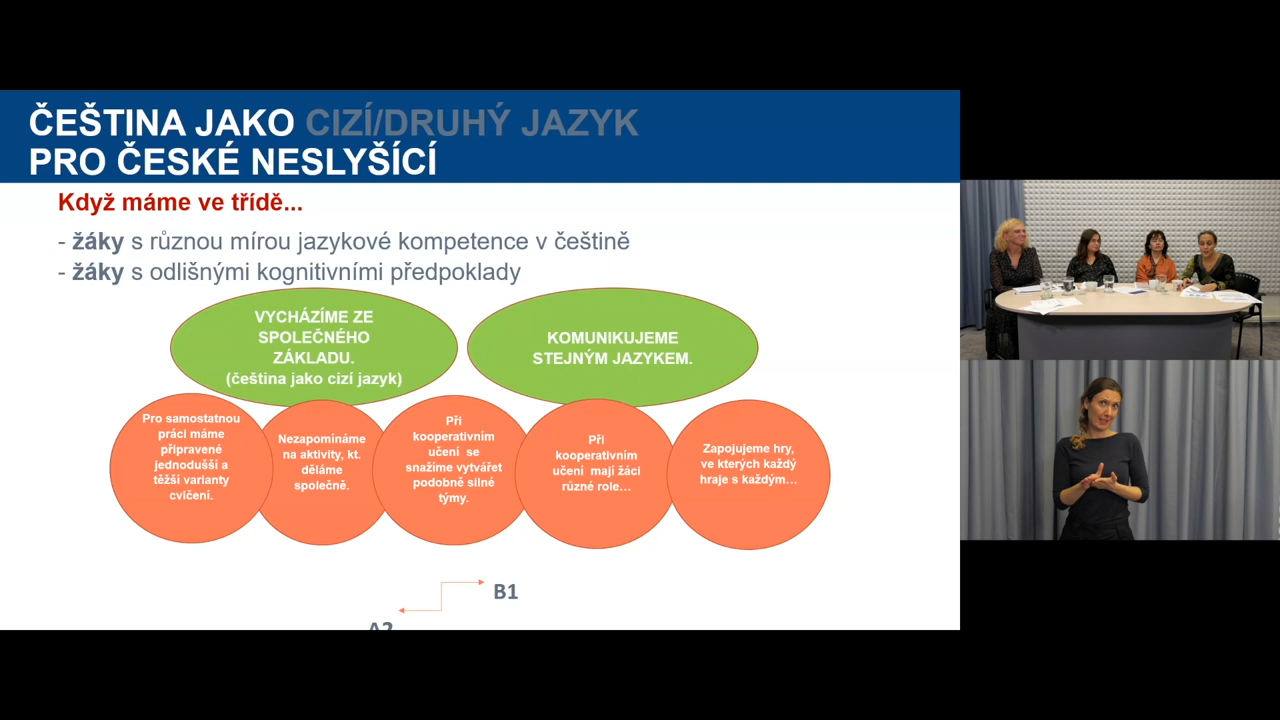 ČEŠTINA JAKO CIZÍ/DRUHÝ JAZYK
PRO ČESKÉ NESLYŠÍCÍ
Když máme ve třídě...
- žáky s různou mírou jazykové kompetence v češtině
- žáky s odlišnými kognitivními předpoklady
VYCHÁZÍME ZE
SPOLEČNÉHO
ZÁKLADU.
(čeština jako cizí jazyk)
KOMUNIKUJEME
STEJNÝM JAZYKEM.
Pro samostatnou
práci máme
připravené
jednodušší a
těžší varianty
cvičení.
Nezapomínáme
na aktivity, kt.
děláme
společně.
Při
kooperativním
učení se
snažíme vytvářet
podobně silné
týmy.
Při
kooperativním
učení mají žáci
různé role...
Zapojujeme hry,
ve kterých každý
hraje s každým...
B1
A2